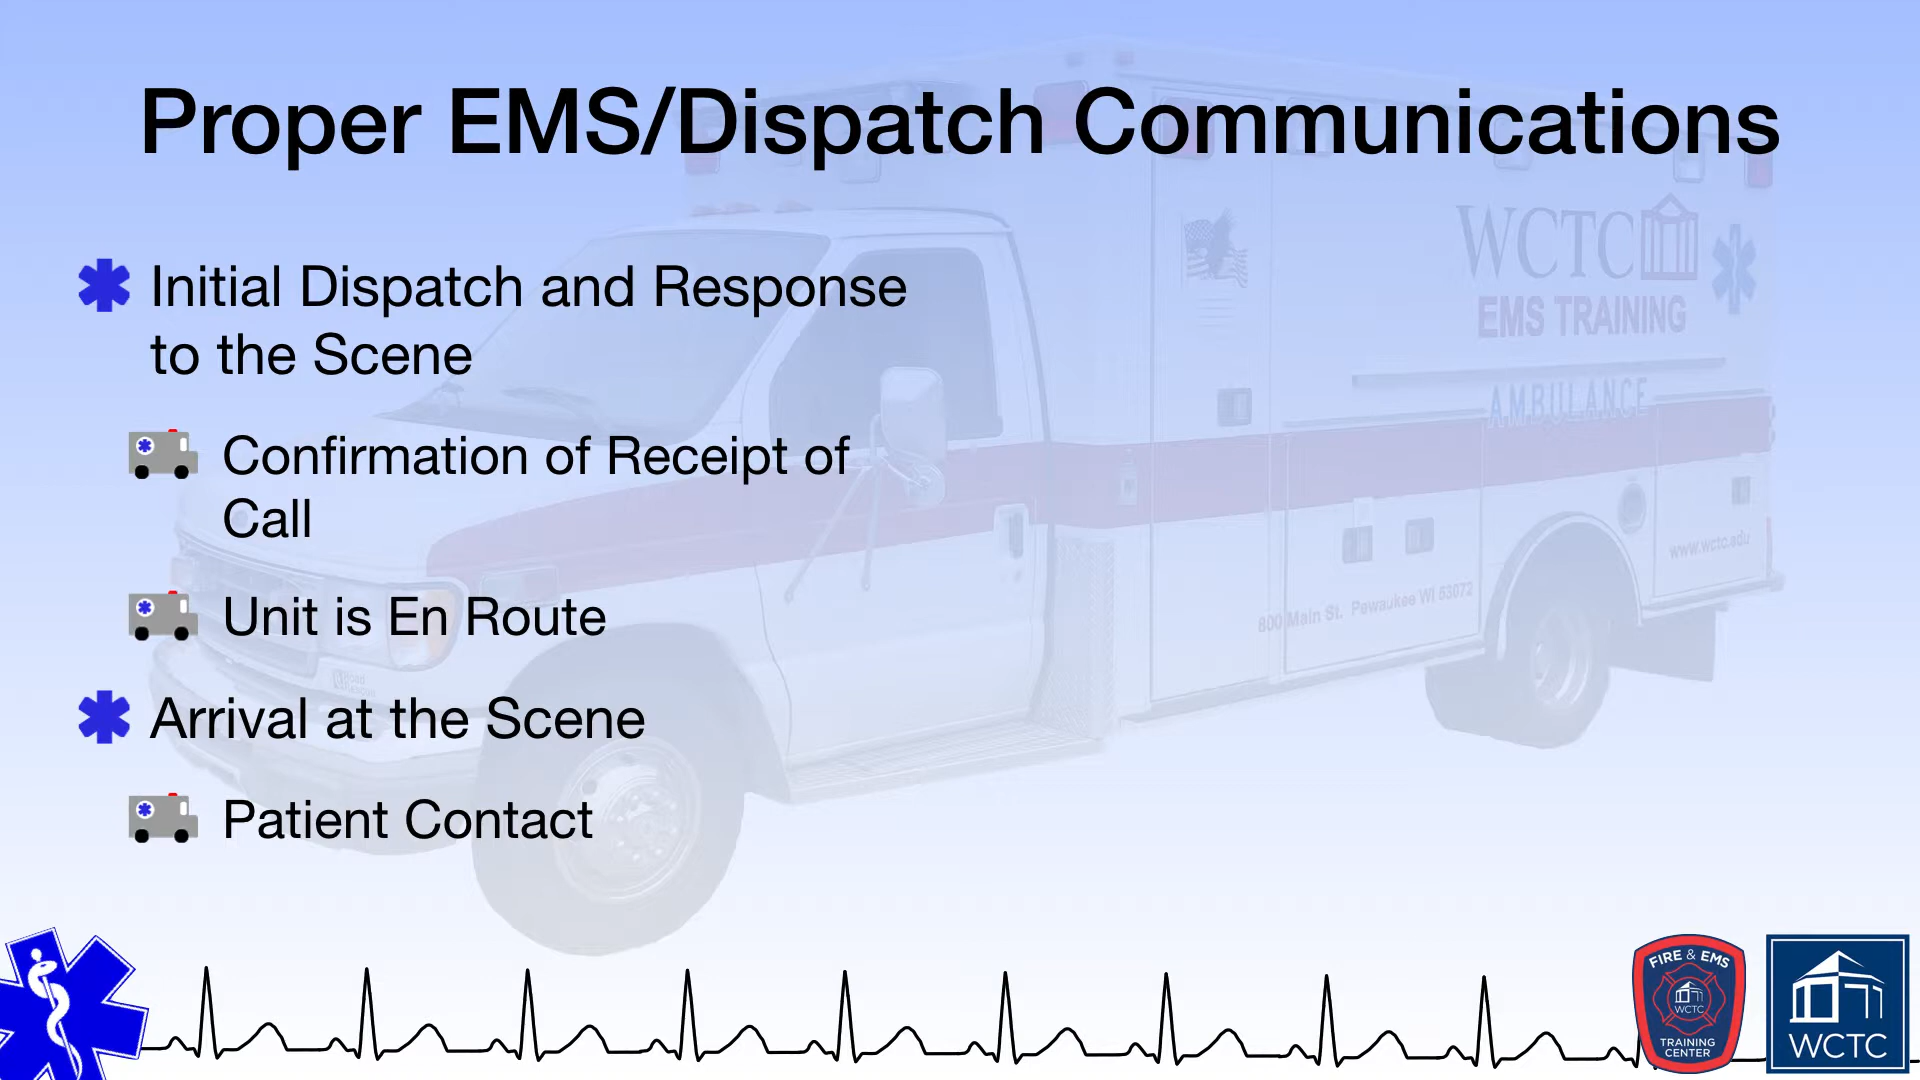 Proper EMS/Dispatch Communications
Initial Dispatch and Response
to the Scene
Confirmation of Receipt of
Call
Unit is En Route
Arrival at the Scene
Patient Contact
WCTC
EMS TRAINING
AMBULANCE
www.wctc.edu
800 Main St. Pewaukee WI 53072
FIRE & EMS
WCTC
TRAINING
CENTER
WCTC